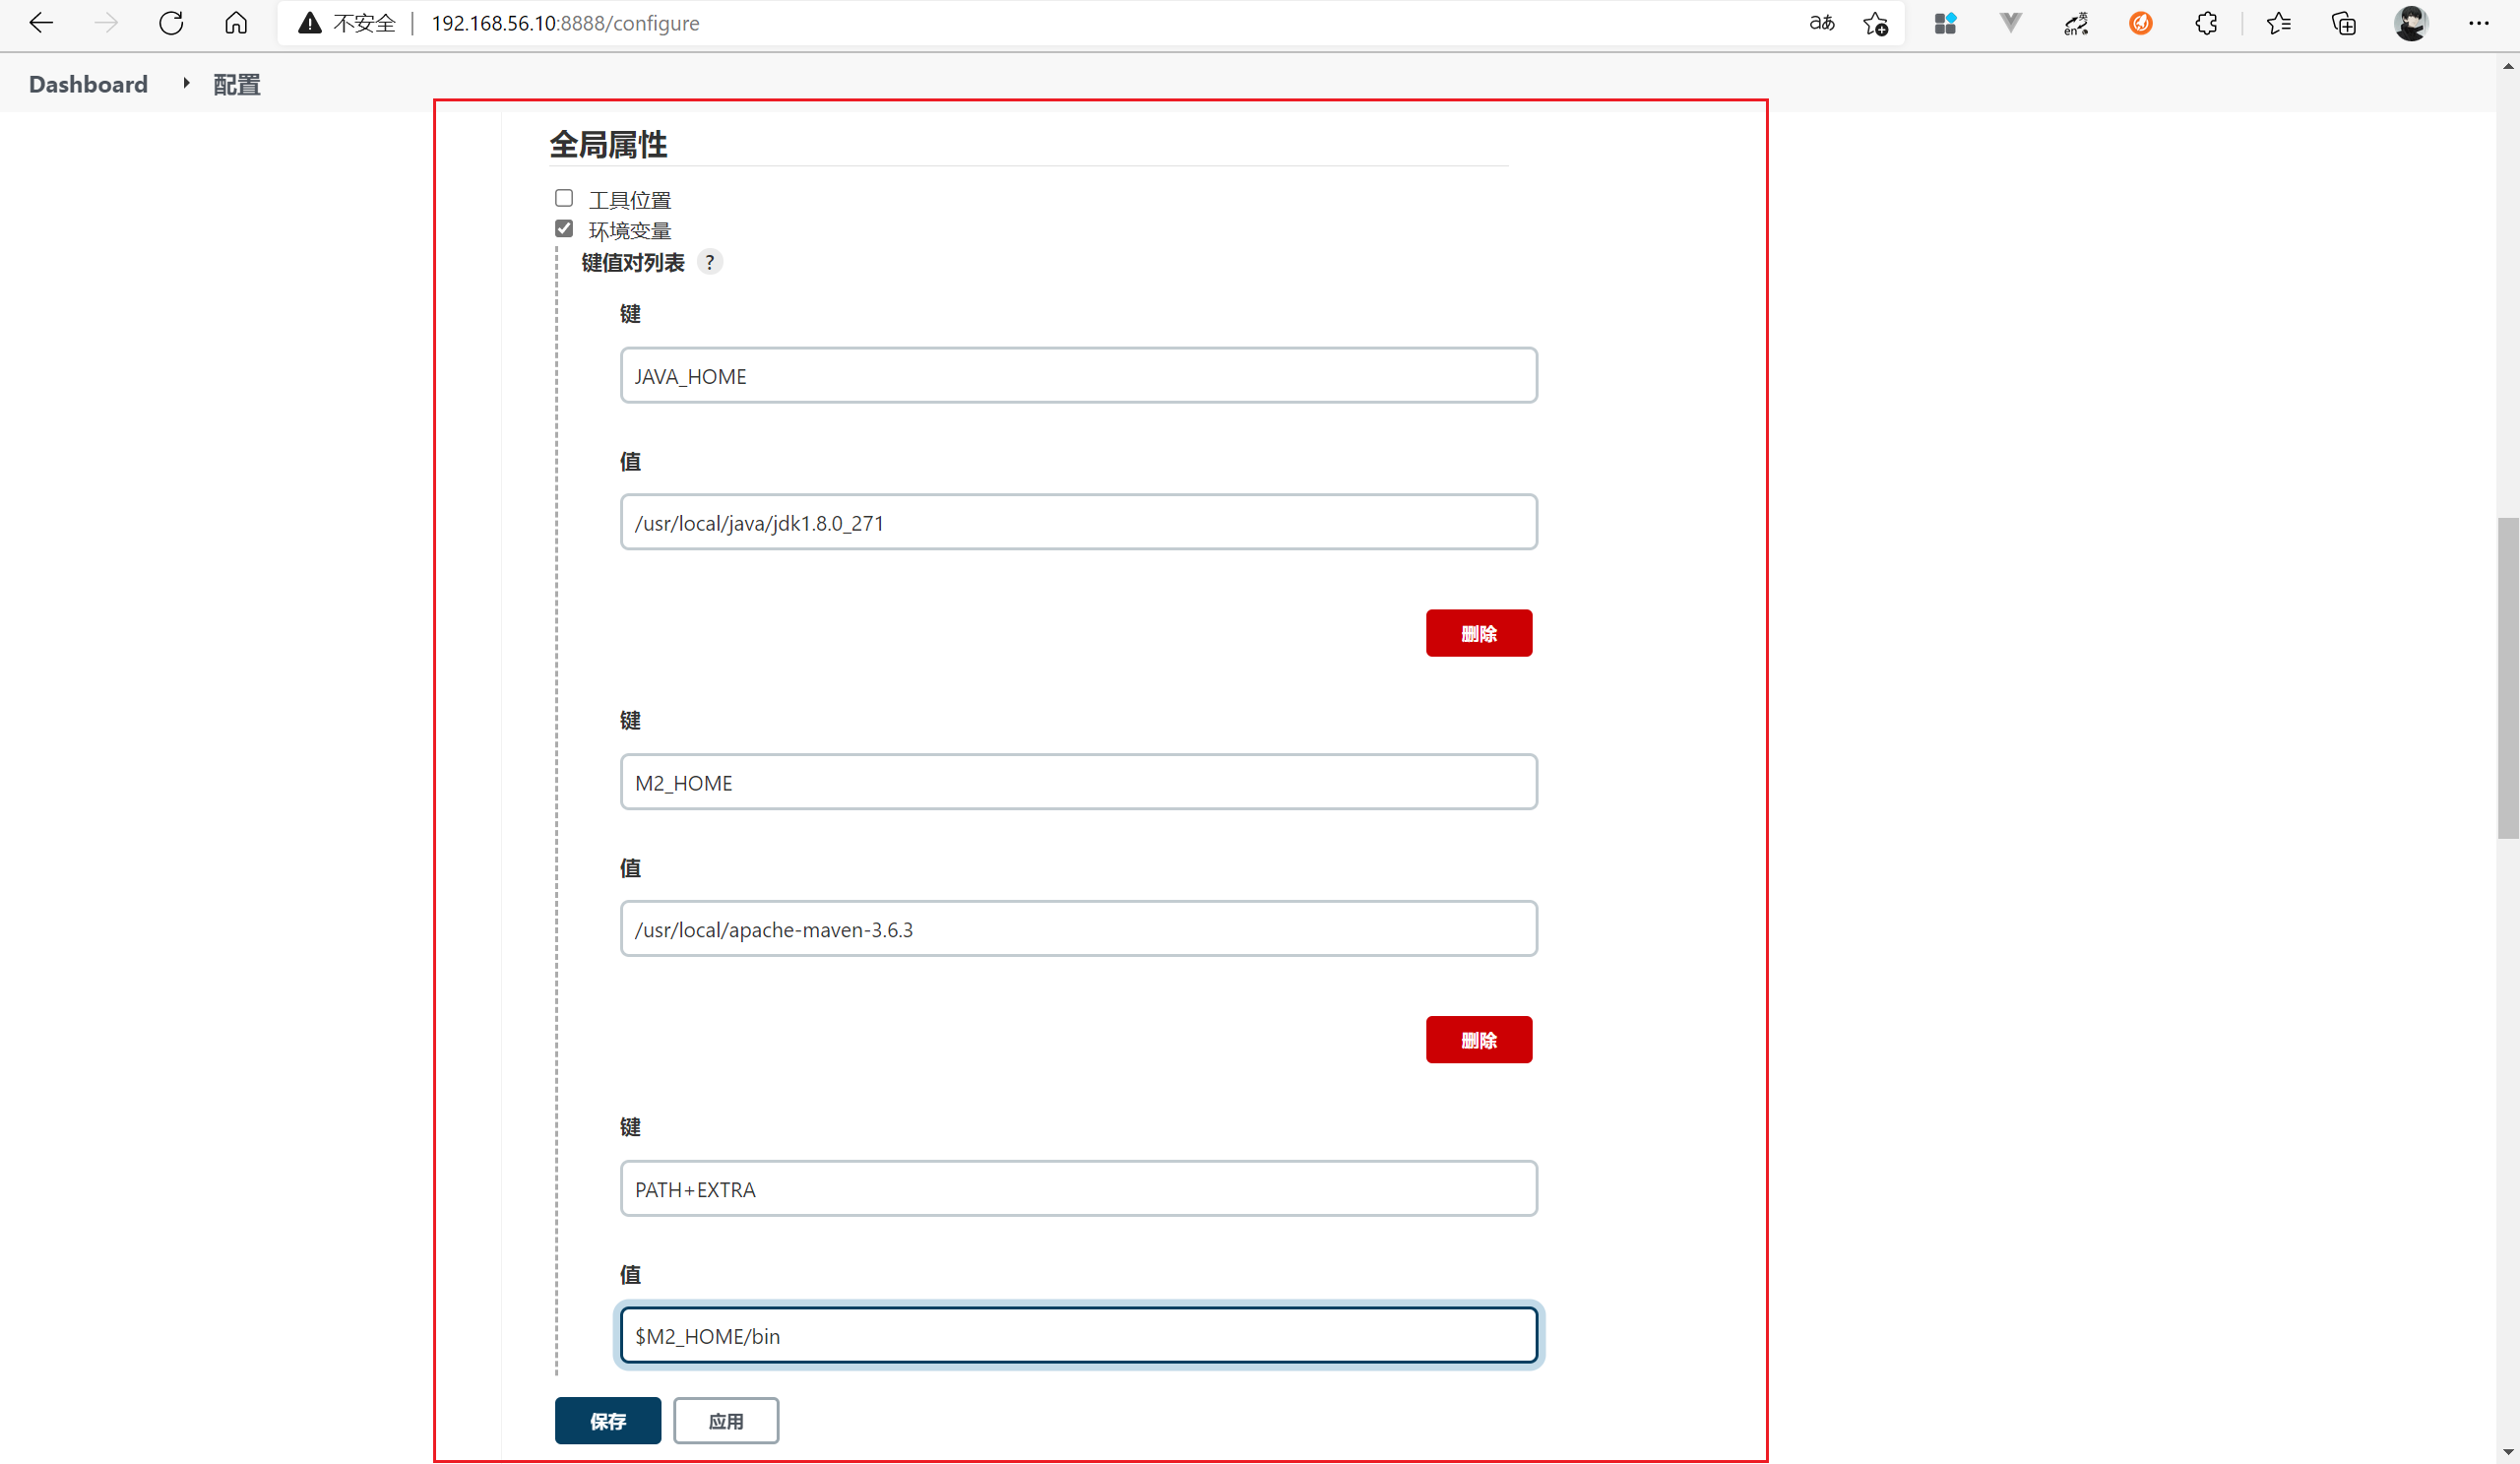 不安全 | 192.168.56.10:8888/configure
Dashboard 配置
全局属性
工具位置
环境变量
键值对列表 ?
键
JAVA_HOME
值
/usr/local/java/jdk1.8.0_271
删除
键
M2_HOME
值
/usr/local/apache-maven-3.6.3
删除
键
PATH+EXTRA
值
$M2_HOME/bin
保存 应用